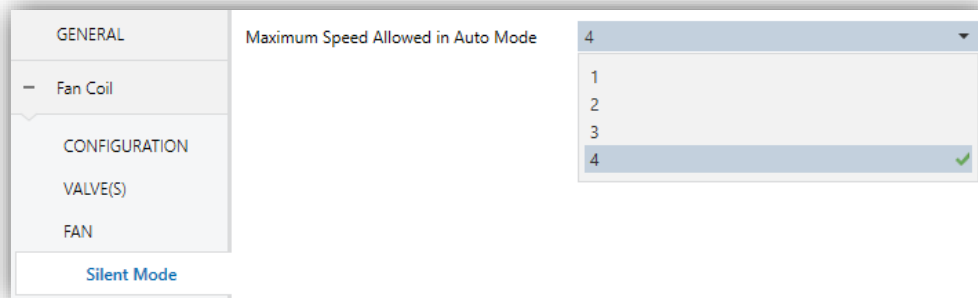 GENERAL
Fan Coil
CONFIGURATION
VALVE(S)
FAN
Silent Mode
Maximum Speed Allowed in Auto Mode
4
1
2
3
4